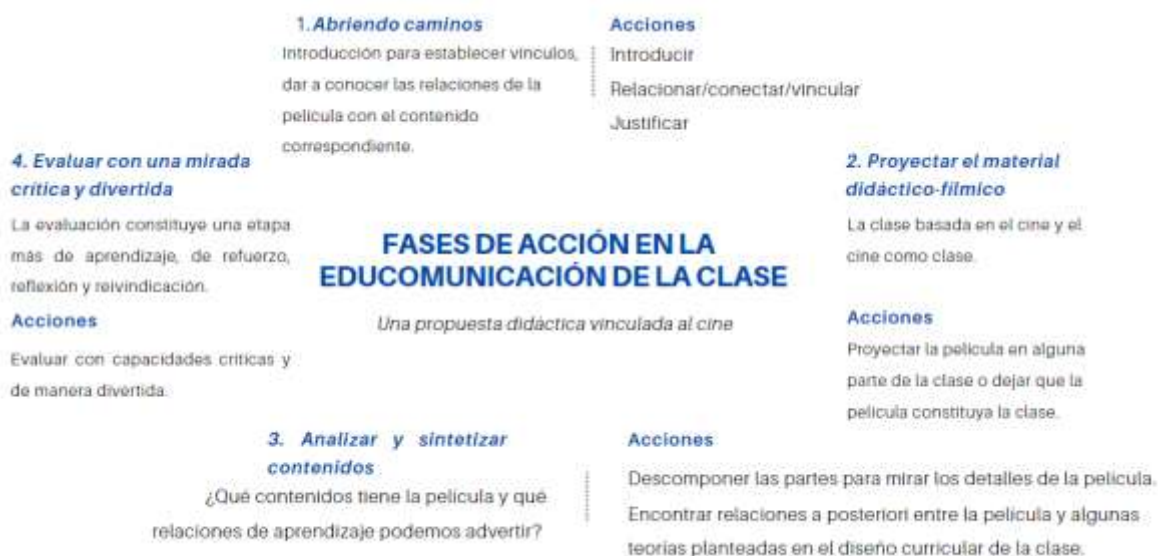 1. Abriendo caminos
Introducción para establecer vínculos,
dar a conocer las relaciones de la
película con el contenido
correspondiente.
Acciones
Introducir
Relacionar/conectar/vincular
Justificar
2. Proyectar el material
didáctico-fílmico
La clase basada en el cine y el
cine como clase.
Acciones
Proyectar la película en alguna
parte de la clase o dejar que la
película constituya la clase.
FASES DE ACCIÓN EN LA
EDUCOMUNICACIÓN DE LA CLASE
Una propuesta didáctica vinculada al cine
3. Analizar y sintetizar
contenidos
¿Qué contenidos tiene la película y qué
relaciones de aprendizaje podemos advertir?
Acciones
Descomponer las partes para mirar los detalles de la película.
Encontrar relaciones a posteriori entre la película y algunas
teorías planteadas en el diseño curricular de la clase.
4. Evaluar con una mirada
crítica y divertida
La evaluación constituye una etapa
más de aprendizaje, de refuerzo,
reflexión y reivindicación.
Acciones
Evaluar con capacidades críticas y
de manera divertida.